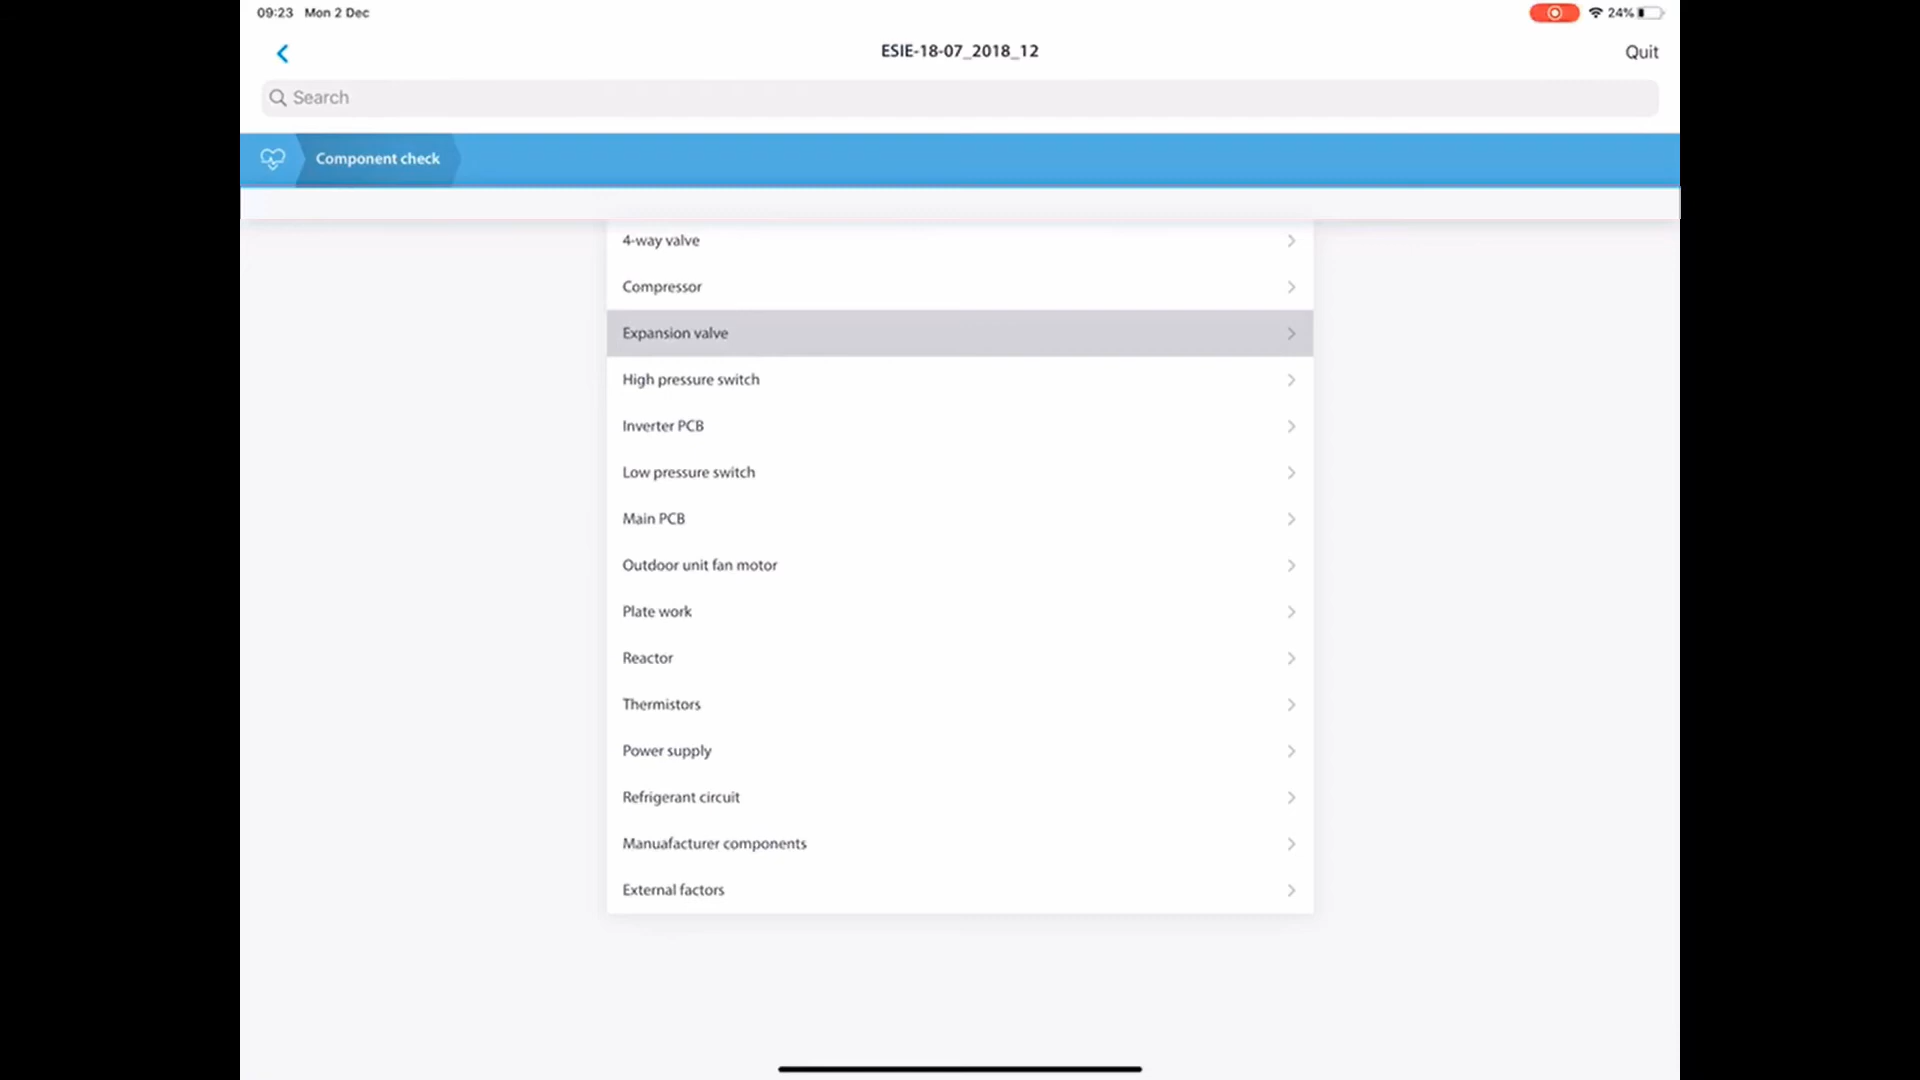 09:23 Mon 2 Dec
24%
ESIE-18-07_2018_12
Quit
Search
Component check
4-way valve
Compressor
Expansion valve
High pressure switch
Inverter PCB
Low pressure switch
Main PCB
Outdoor unit fan motor
Plate work
Reactor
Thermistors
Power supply
Refrigerant circuit
Manuafacturer components
External factors